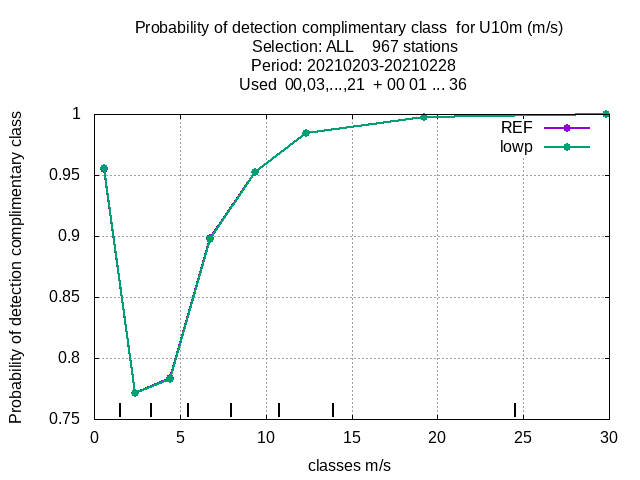 Probability of detection complimentary class  for U10m (m/s)
Selection: ALL    967 stations
Period: 20210203-20210228
Used  00,03,...,21  + 00 01 ... 36
Probability of detection complimentary class
1
0.95
0.9
0.85
0.8
0.75
REF
lowp
0 5 10 15 20 25 30
classes m/s